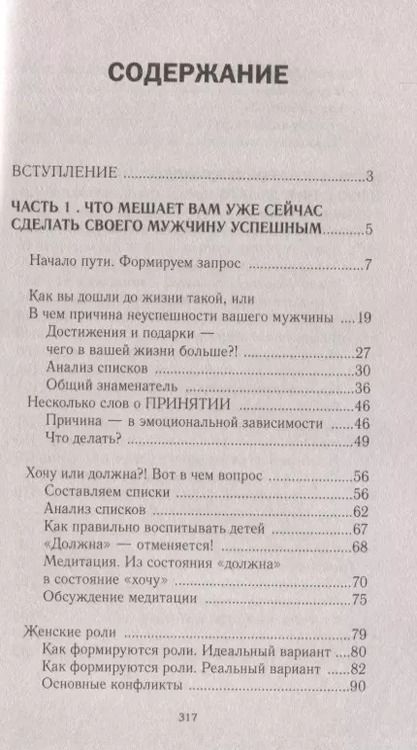 СОДЕРЖАНИЕ
ВСТУПЛЕНИЕ ........ 3
ЧАСТЬ 1 . ЧТО МЕШАЕТ ВАМ УЖЕ СЕЙЧАС
СДЕЛАТЬ СВОЕГО МУЖЧИНУ УСПЕШНЫМ........ 5
Начало пути. Формируем запрос ........ 7
Как вы дошли до жизни такой, или
В чем причина неуспешности вашего мужчины ....19
Достижения и подарки —
чего в вашей жизни больше?! ........27
Анализ списков ........30
Общий знаменатель ........36
Несколько слов о ПРИНЯТИИ ........46
Причина — в эмоциональной зависимости ....46
Что делать? ........49
Хочу или должна?! Вот в чем вопрос ........56
Составляем списки ........56
Анализ списков ........62
Как правильно воспитывать детей ........67
«Должна» — отменяется! ........68
Медитация. Из состояния «должна»
в состояние «хочу» ........70
Обсуждение медитации ........75
Женские роли ........79
Как формируются роли. Идеальный вариант ....80
Как формируются роли. Реальный вариант ....82
Основные конфликты ........90
317